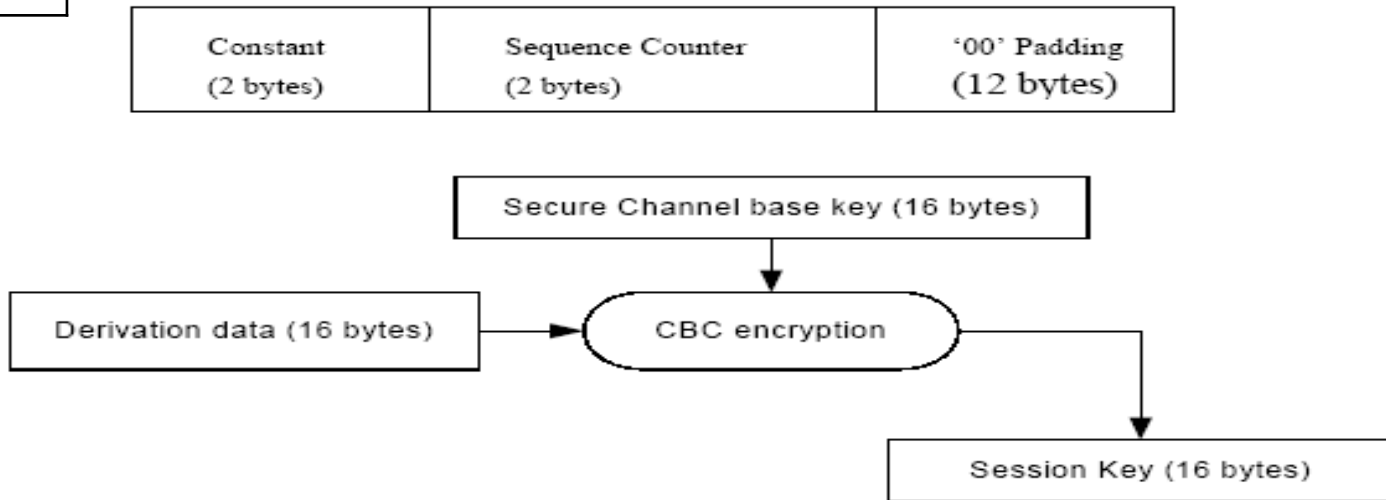 Constant
(2 bytes)
Sequence Counter
(2 bytes)
‘00’ Padding
(12 bytes)
Secure Channel base key (16 bytes)
Derivation data (16 bytes)
CBC encryption
Session Key (16 bytes)